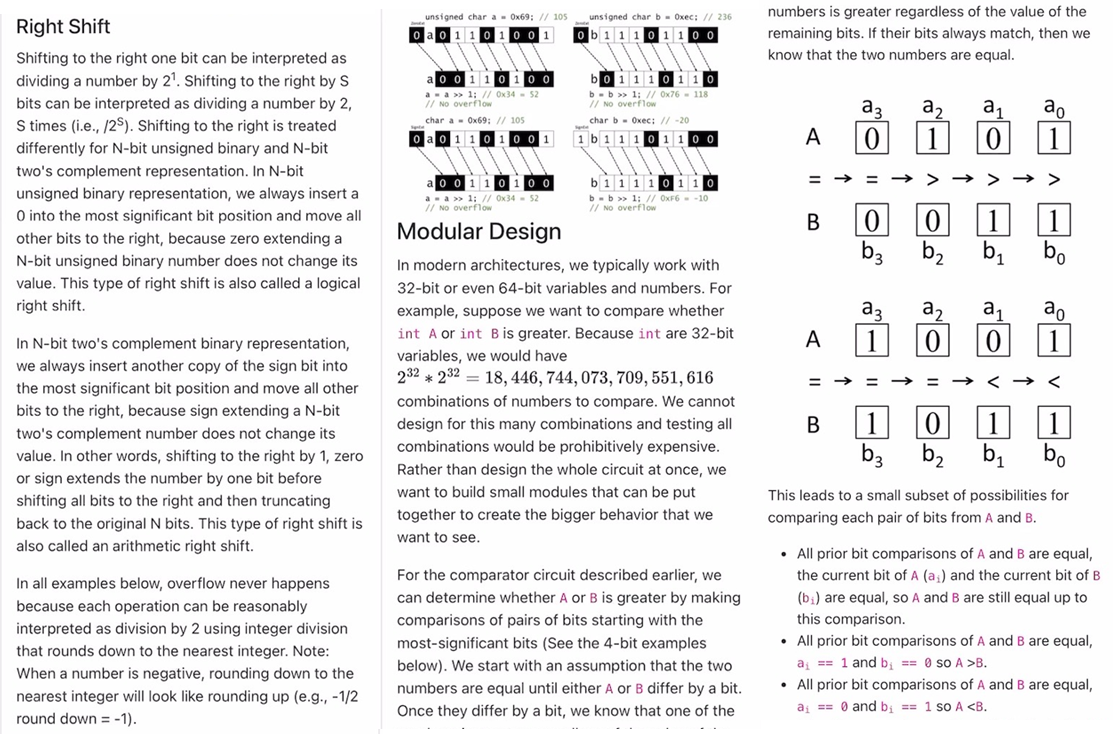 Right Shift
Shifting to the right one bit can be interpreted as
dividing a number by 2¹. Shifting to the right by S
bits can be interpreted as dividing a number by 2,
S times (i.e., /2ˢ). Shifting to the right is treated
differently for N-bit unsigned binary and N-bit
two's complement representation. In N-bit
unsigned binary representation, we always insert a
0 into the most significant bit position and move all
other bits to the right, because zero extending a
N-bit unsigned binary number does not change its
value. This type of right shift is also called a logical
right shift.
In N-bit two's complement binary representation,
we always insert another copy of the sign bit into
the most significant bit position and move all other
bits to the right, because sign extending a N-bit
two's complement number does not change its
value. In other words, shifting to the right by 1, zero
or sign extends the number by one bit before
shifting all bits to the right and then truncating
back to the original N bits. This type of right shift is
also called an arithmetic right shift.
In all examples below, overflow never happens
because each operation can be reasonably
interpreted as division by 2 using integer division
that rounds down to the nearest integer. Note:
When a number is negative, rounding down to the
nearest integer will look like rounding up (e.g., -1/2
round down = -1).
unsigned char a = 0x69; // 105
0 a 0 1 1 0 1 0 0 1
a 0 0 1 1 0 1 0 0
a = a >> 1; // 0x34 = 52
// No overflow
unsigned char b = 0xec; // 236
0 b 1 1 1 0 1 1 0 0
b 0 1 1 1 0 1 1 0
b = b >> 1; // 0x76 = 118
// No overflow
char a = 0x69; // 105
0 a 0 1 1 0 1 0 0 1
a 0 0 1 1 0 1 0 0
a = a >> 1; // 0x34 = 52
// No overflow
char b = 0xec; // -20
1 b 1 1 1 0 1 1 0 0
b 1 1 1 1 0 1 1 0
b = b >> 1; // 0xF6 = -10
// No overflow
Modular Design
In modern architectures, we typically work with
32-bit or even 64-bit variables and numbers. For
example, suppose we want to compare whether
int A or int B is greater. Because int are 32-bit
variables, we would have
2³² * 2³² = 18,446,744,073,709,551,616
combinations of numbers to compare. We cannot
design for this many combinations and testing all
combinations would be prohibitively expensive.
Rather than design the whole circuit at once, we
want to build small modules that can be put
together to create the bigger behavior that we
want to see.
For the comparator circuit described earlier, we
can determine whether A or B is greater by making
comparisons of pairs of bits starting with the
most-significant bits (See the 4-bit examples
below). We start with an assumption that the two
numbers are equal until either A or B differ by a bit.
Once they differ by a bit, we know that one of the
numbers is greater regardless of the value of the
remaining bits. If their bits always match, then we
know that the two numbers are equal.
a₃ a₂ a₁ a₀
A 0 1 0 1
= → = → > → > → >
B 0 0 1 1
b₃ b₂ b₁ b₀
a₃ a₂ a₁ a₀
A 1 0 0 1
= → = → = → < → <
B 1 0 1 1
b₃ b₂ b₁ b₀
This leads to a small subset of possibilities for
comparing each pair of bits from A and B.
• All prior bit comparisons of A and B are equal,
the current bit of A (aᵢ) and the current bit of B
(bᵢ) are equal, so A and B are still equal up to
this comparison.
• All prior bit comparisons of A and B are equal,
aᵢ == 1 and bᵢ == 0 so A >B.
• All prior bit comparisons of A and B are equal,
aᵢ == 0 and bᵢ == 1 so A <B.